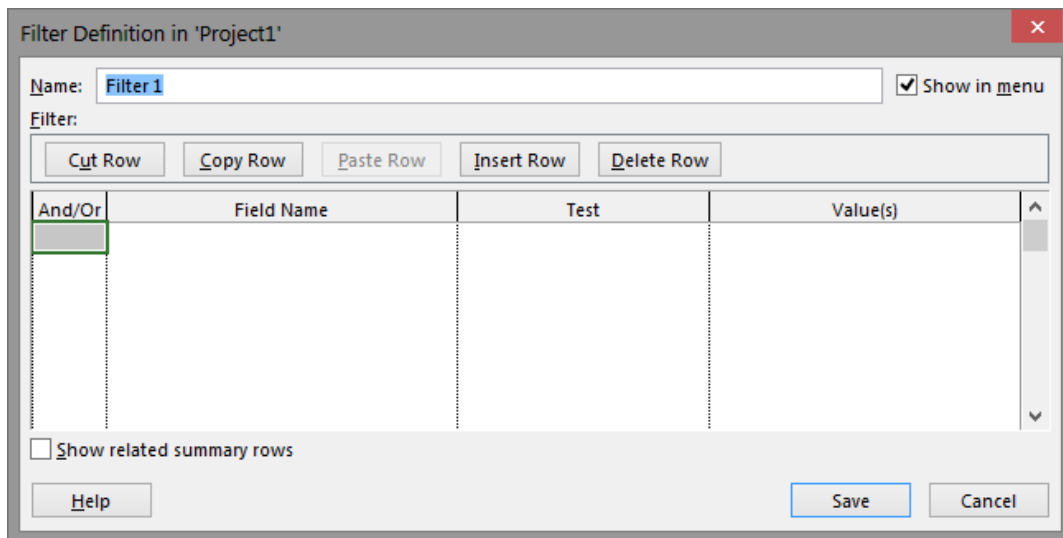 Filter Definition in 'Project1'
Name: Filter 1 Show in menu
Filter:
Cut Row Copy Row Paste Row Insert Row Delete Row
And/Or Field Name Test Value(s)
Show related summary rows
Help Save Cancel